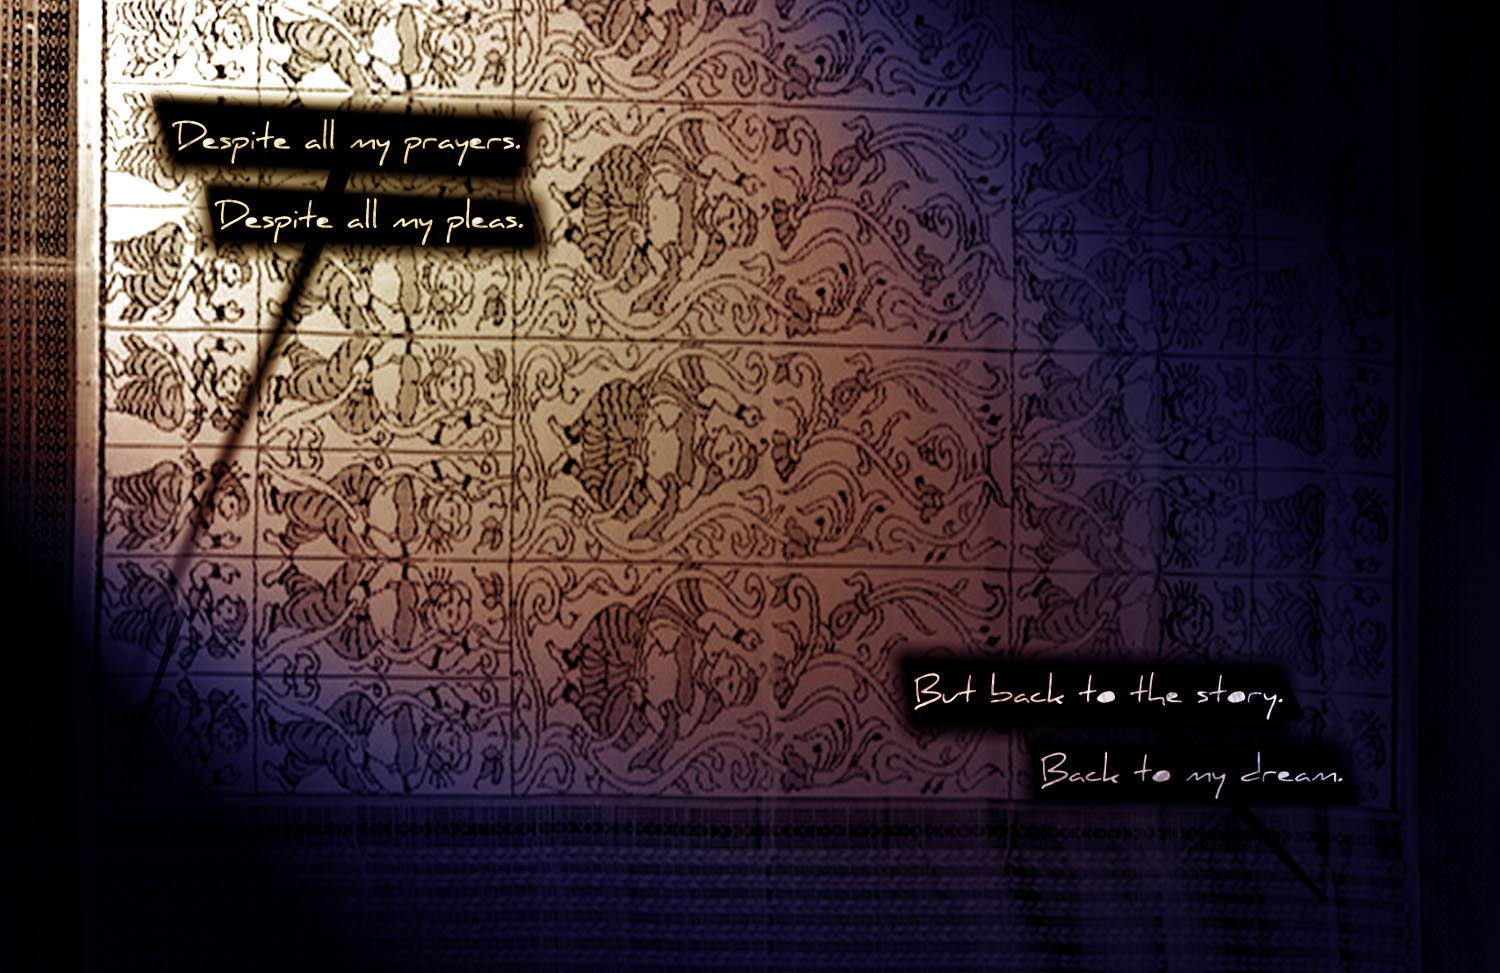 Despite all my prayers.
Despite all my pleas.
But back to the story.
Back to my dream.